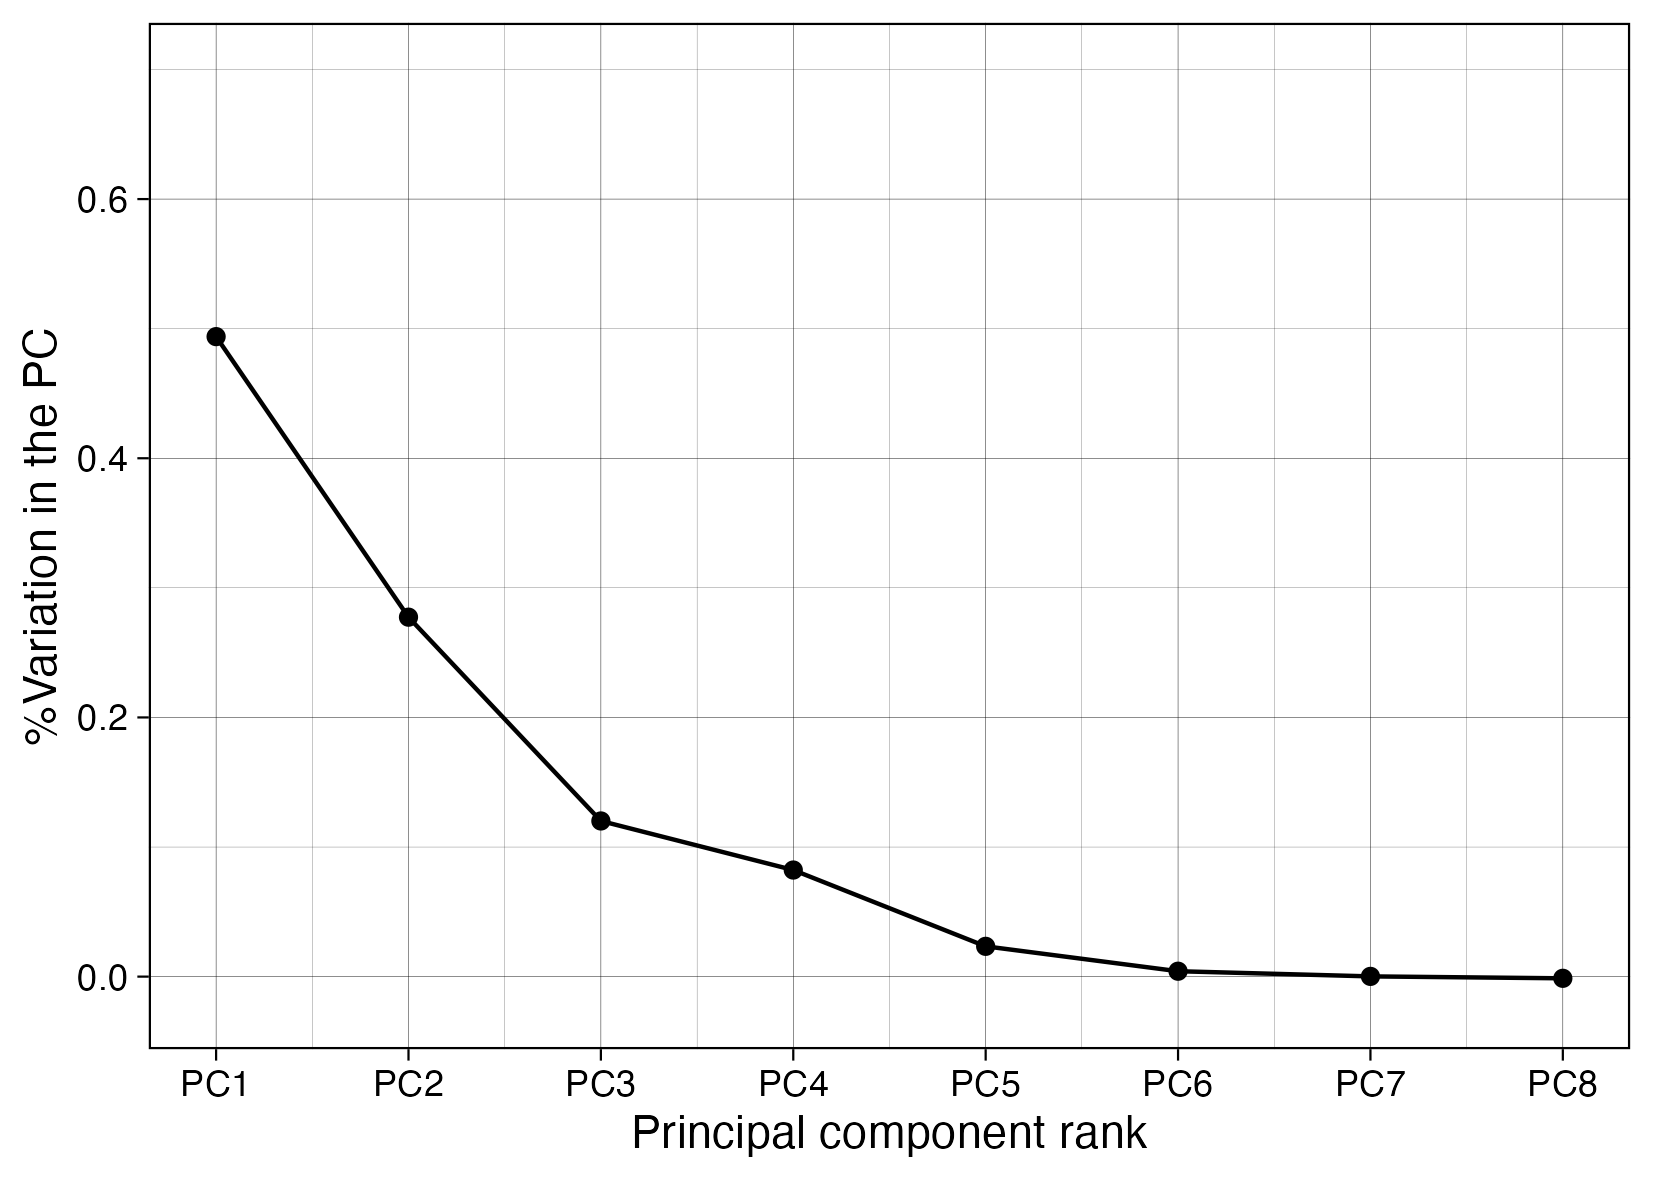 % Variation in the PC
0.6
0.4
0.2
0.0
PC1 PC2 PC3 PC4 PC5 PC6 PC7 PC8
Principal component rank